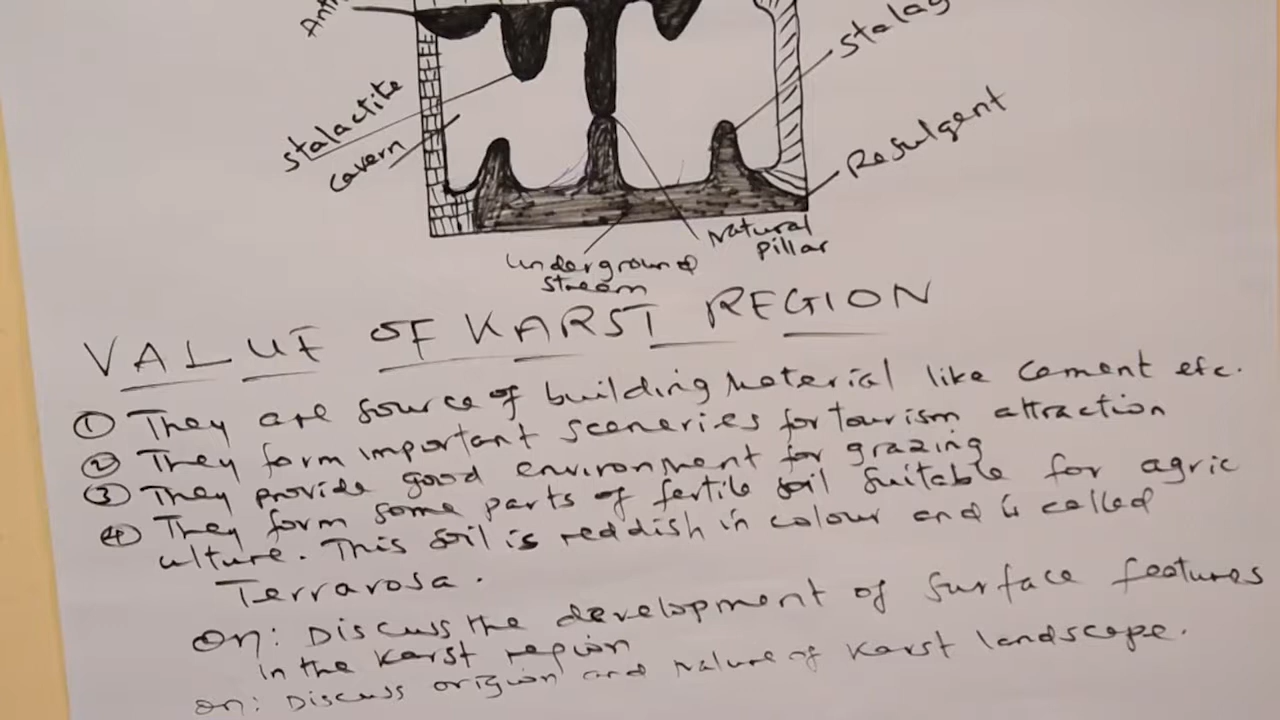 stalag
stalactite
cavern
Resulgent
Natural
pillar
underground
stream
VALUE OF KARST REGION
① They are source of building material like cement etc.
② They form important sceneries for tourism attraction
③ They provide good environment for grazing
④ They form some parts of fertile soil suitable for agric
ulture. This soil is reddish in colour and is called
Terrarosa.
Qn: Discuss the development of surface features
in the karst region
Qn: Discuss origion and nature of karst landscape.